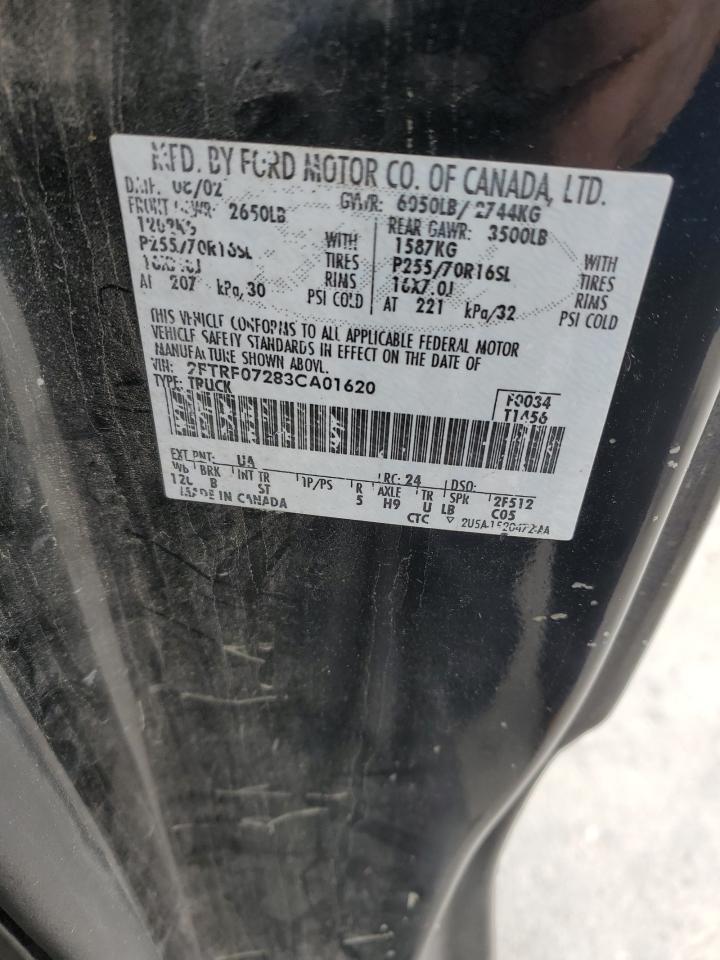 MFD. BY FORD MOTOR CO. OF CANADA, LTD.
DATE: 08/02 GVWR: 6050LB/ 2744KG
FRONT GAWR: 2650LB REAR GAWR: 3500LB
1587KG
P255/70R16SL WITH TIRES P255/70R16SL WITH TIRES
RIMS 16X7.0J RIMS
AT 207 kPa/30 PSI COLD AT 221 kPa/32 PSI COLD
THIS VEHICLE CONFORMS TO ALL APPLICABLE FEDERAL MOTOR
VEHICLE SAFETY STANDARDS IN EFFECT ON THE DATE OF
MANUFACTURE SHOWN ABOVE.
VIN: 2FTRF07283CA01620
TYPE: TRUCK
F0034
T1456
EXT PNT: UA RC: 24 DSO:
WB BRK INT TR TP/PS R AXLE TR SPK 2F512
B ST 5 H9 U LB C05
MADE IN CANADA CTC